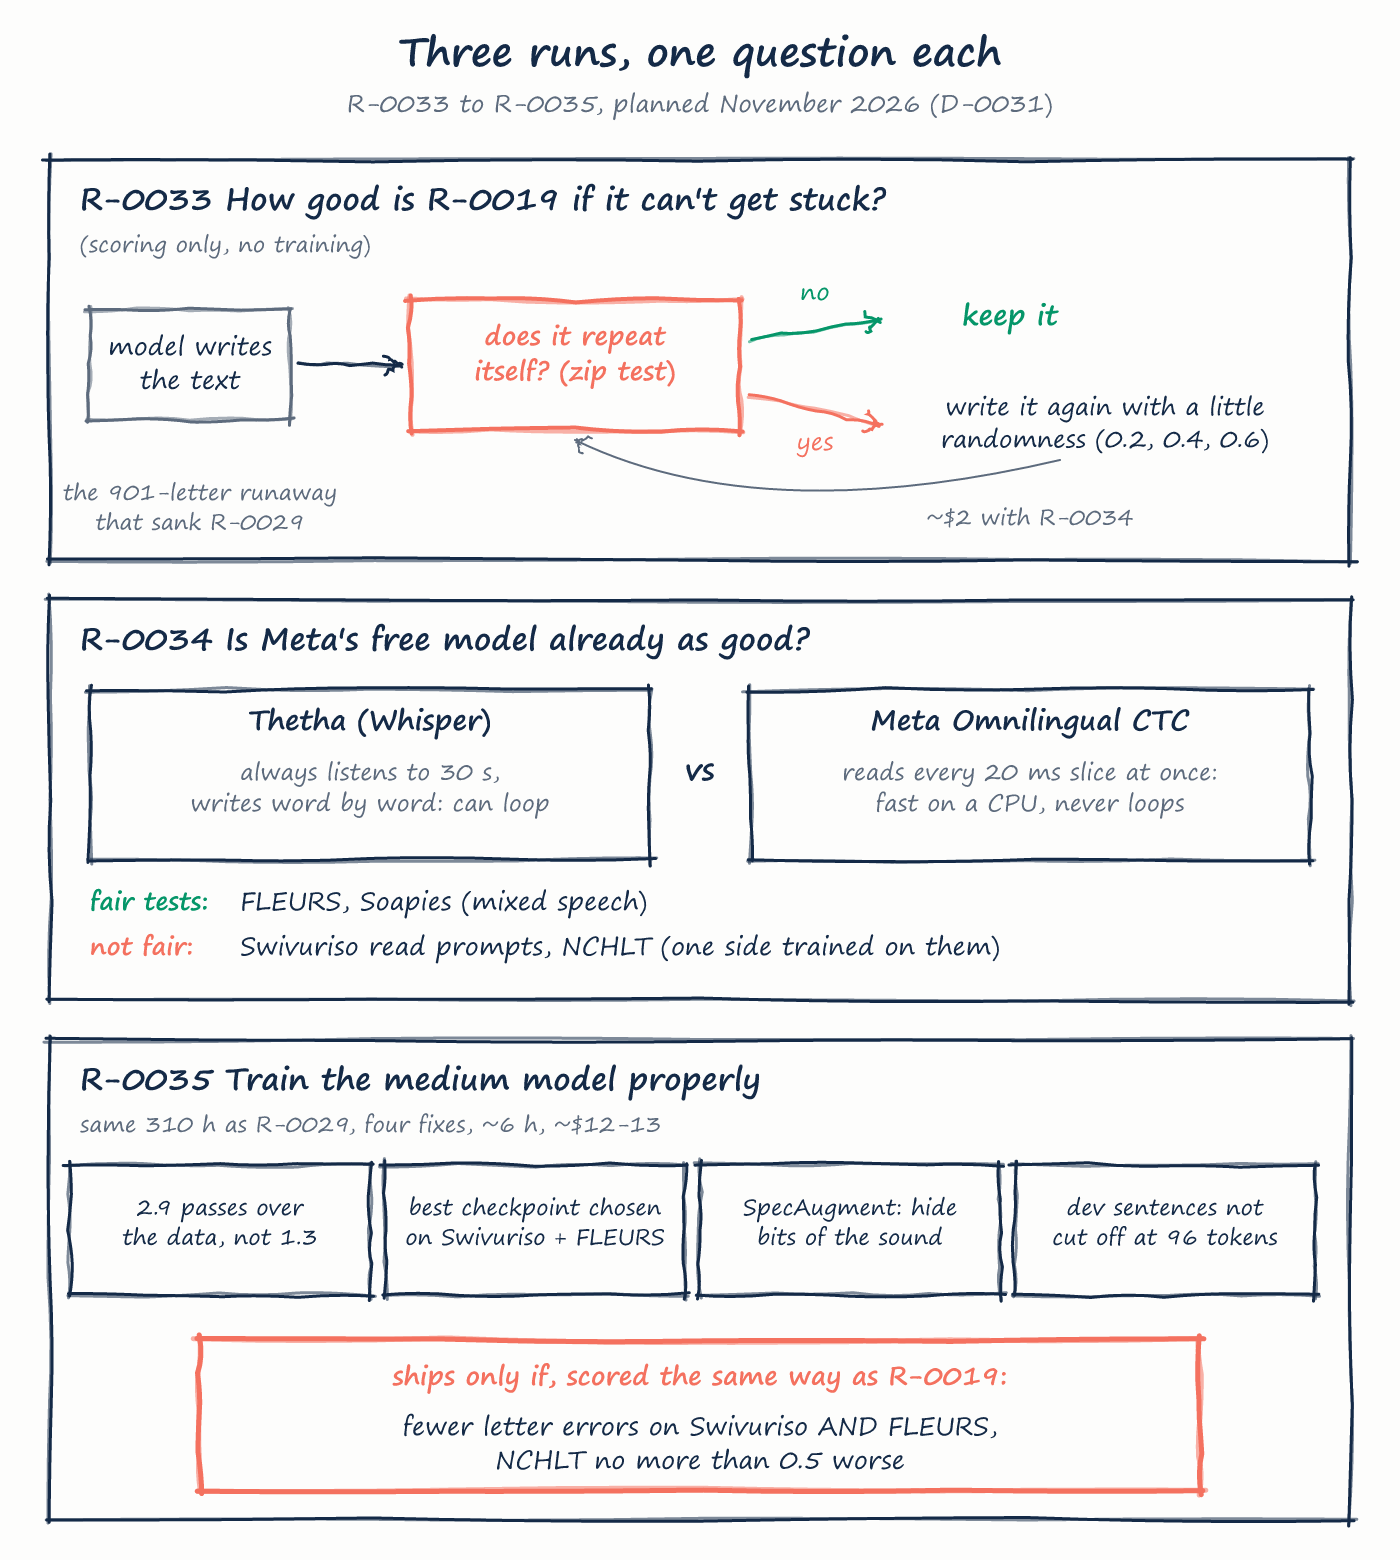 Three runs, one question each
R-0033 to R-0035, planned November 2026 (D-0031)
R-0033 How good is R-0019 if it can't get stuck?
(scoring only, no training)
model writes
the text
does it repeat
itself? (zip test)
no
keep it
yes
write it again with a little
randomness (0.2, 0.4, 0.6)
the 901-letter runaway
that sank R-0029
~$2 with R-0034
R-0034 Is Meta's free model already as good?
Thetha (Whisper)
always listens to 30 s,
writes word by word: can loop
vs
Meta Omnilingual CTC
reads every 20 ms slice at once:
fast on a CPU, never loops
fair tests: FLEURS, Soapies (mixed speech)
not fair: Swivuriso read prompts, NCHLT (one side trained on them)
R-0035 Train the medium model properly
same 310 h as R-0029, four fixes, ~6 h, ~$12-13
2.9 passes over
the data, not 1.3
best checkpoint chosen
on Swivuriso + FLEURS
SpecAugment: hide
bits of the sound
dev sentences not
cut off at 96 tokens
ships only if, scored the same way as R-0019:
fewer letter errors on Swivuriso AND FLEURS,
NCHLT no more than 0.5 worse